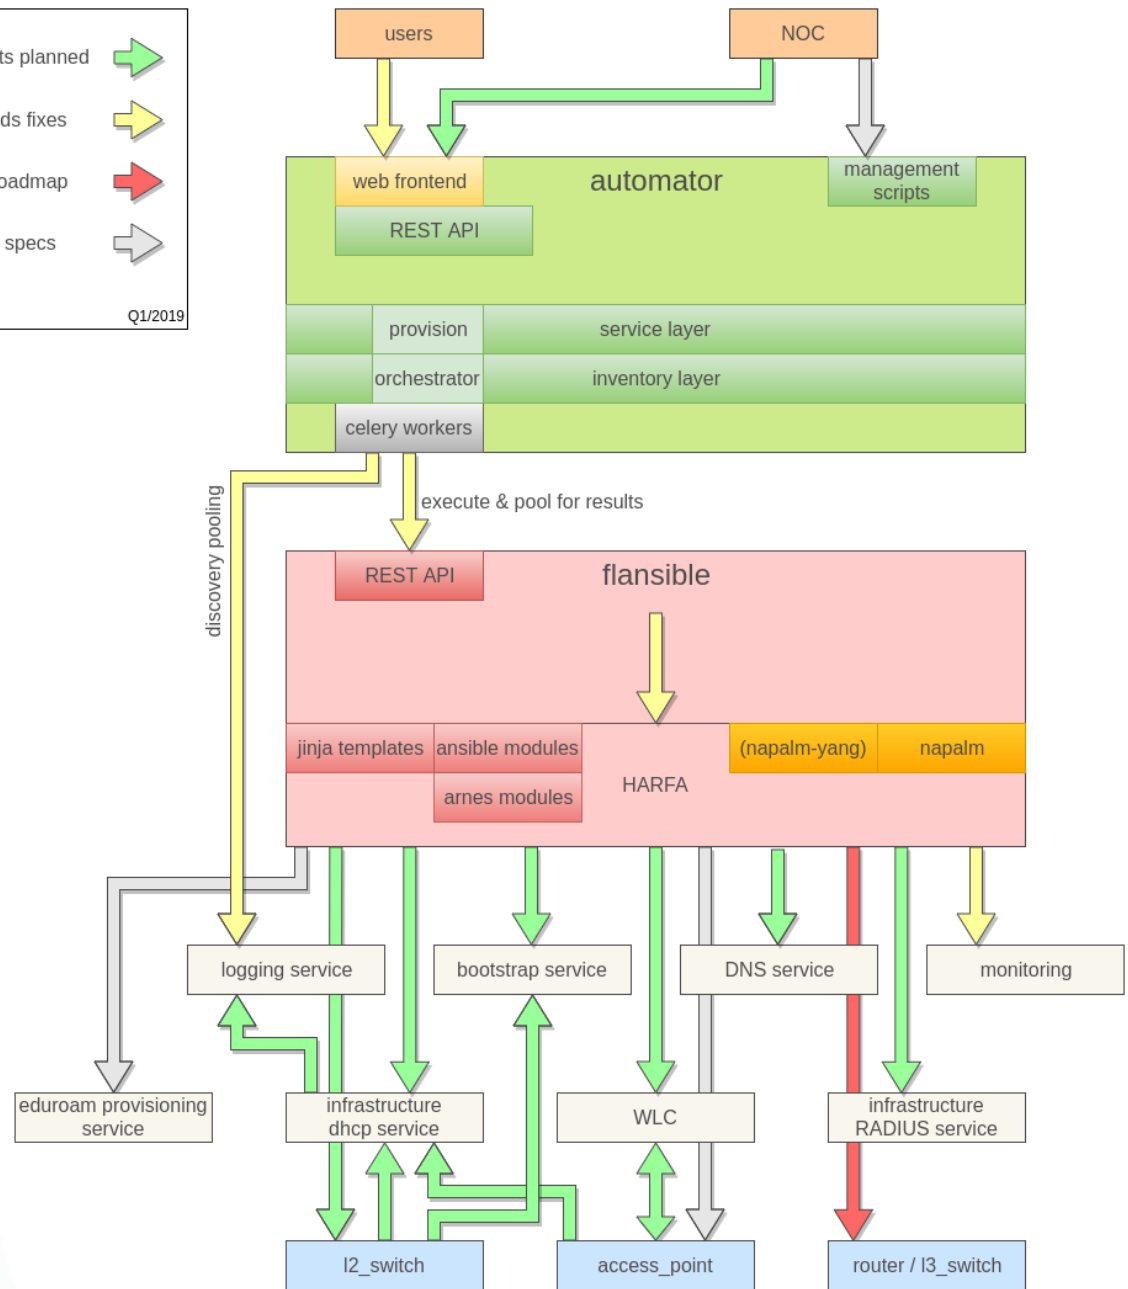 ts planned
ds fixes
oadmap
specs
Q1/2019
users
NOC
web frontend
automator
management
scripts
REST API
provision
service layer
orchestrator
inventory layer
celery workers
discovery pooling
execute & pool for results
REST API
flansible
jinja templates
ansible modules
(napalm-yang)
napalm
HARFA
arnes modules
logging service
bootstrap service
DNS service
monitoring
eduroam provisioning
service
infrastructure
dhcp service
WLC
infrastructure
RADIUS service
l2_switch
access_point
router / l3_switch